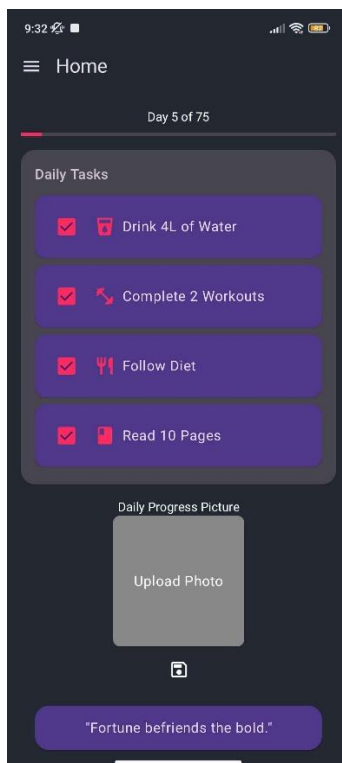 9:32
Home
Day 5 of 75
Daily Tasks
Drink 4L of Water
Complete 2 Workouts
Follow Diet
Read 10 Pages
Daily Progress Picture
Upload Photo
"Fortune befriends the bold."